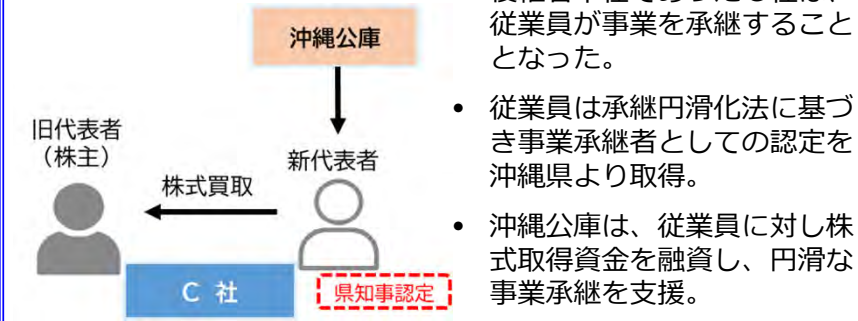 沖縄公庫
旧代表者
（株主）
新代表者
株式買取
C 社
県知事認定
従業員が事業を承継すること
となった。
• 従業員は承継円滑化法に基づ
き事業承継者としての認定を
沖縄県より取得。
• 沖縄公庫は、従業員に対し株
式取得資金を融資し、円滑な
事業承継を支援。